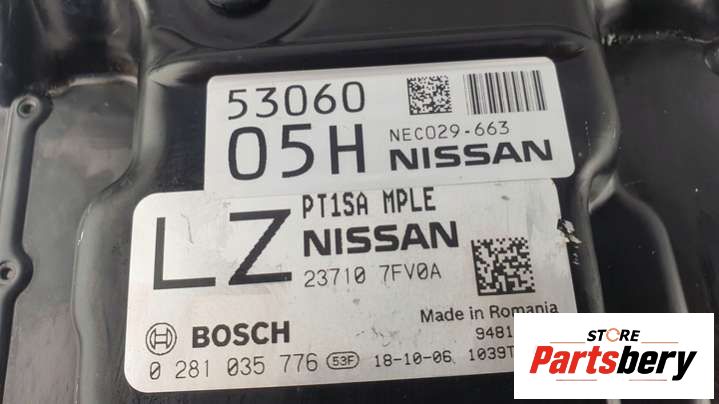 53060
05H
NEC029-663
NISSAN
LZ
PT1SA MPLE
NISSAN
23710 7FV0A
Made in Romania
BOSCH
9481
0 281 035 776 53F 18-10-06 1039T
STORE
Partsbery